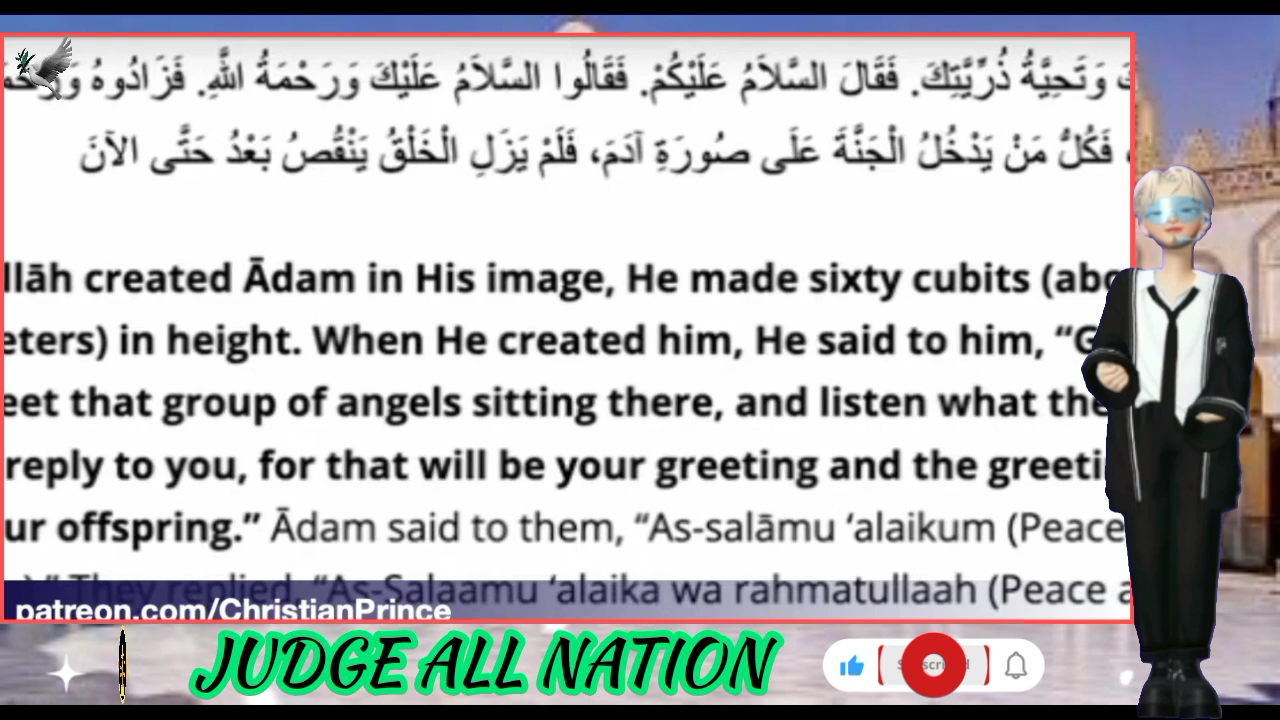 وَتَحِيَّةُ ذُرِّيَّتِكَ. فَقَالَ السَّلاَمُ عَلَيْكُمْ. فَقَالُوا السَّلاَمُ عَلَيْكَ وَرَحْمَةُ اللَّهِ. فَزَادُوهُ
فَكُلُّ مَنْ يَدْخُلُ الْجَنَّةَ عَلَى صُورَةِ آدَمَ، فَلَمْ يَزَلِ الْخَلْقُ يَنْقُصُ بَعْدُ حَتَّى الآنَ
llāh created Ādam in His image, He made sixty cubits (abo
eters) in height. When He created him, He said to him, “G
eet that group of angels sitting there, and listen what the
reply to you, for that will be your greeting and the greeti
ur offspring.” Ādam said to them, “As-salāmu ‘alaikum (Peace
)” They replied, “As-Salaamu ‘alaika wa rahmatullaah (Peace a
patreon.com/ChristianPrince
JUDGE ALL NATION